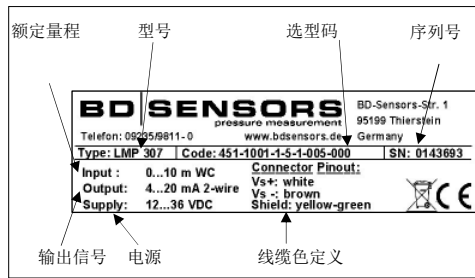 额定量程 型号 选型码 序列号
BD SENSORS
pressure measurement
BD-Sensors-Str. 1
95199 Thierstein
Telefon: 09235/9811-0 www.bdsensors.de Germany
Type: LMP 307 Code: 451-1001-1-5-1-005-000 SN: 0143693
Input : 0...10 m WC Connector Pinout:
Output: 4...20 mA 2-wire Vs+: white
Supply: 12...36 VDC Vs -: brown
Shield: yellow-green
CE
输出信号 电源 线缆色定义